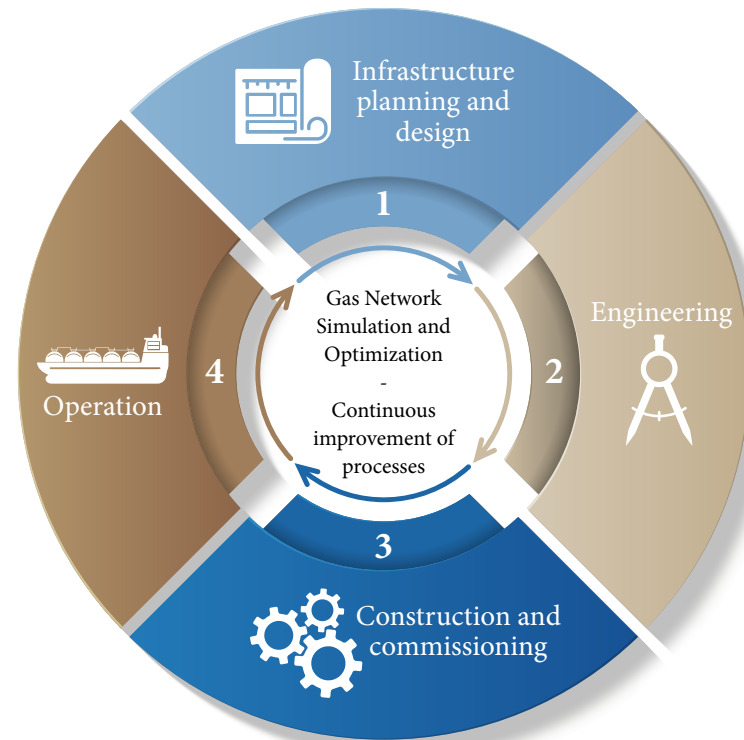 Infrastructure
planning and
design
1
Engineering
2
Construction and
commissioning
3
Operation
4
Gas Network
Simulation and
Optimization
-
Continuous
improvement of
processes